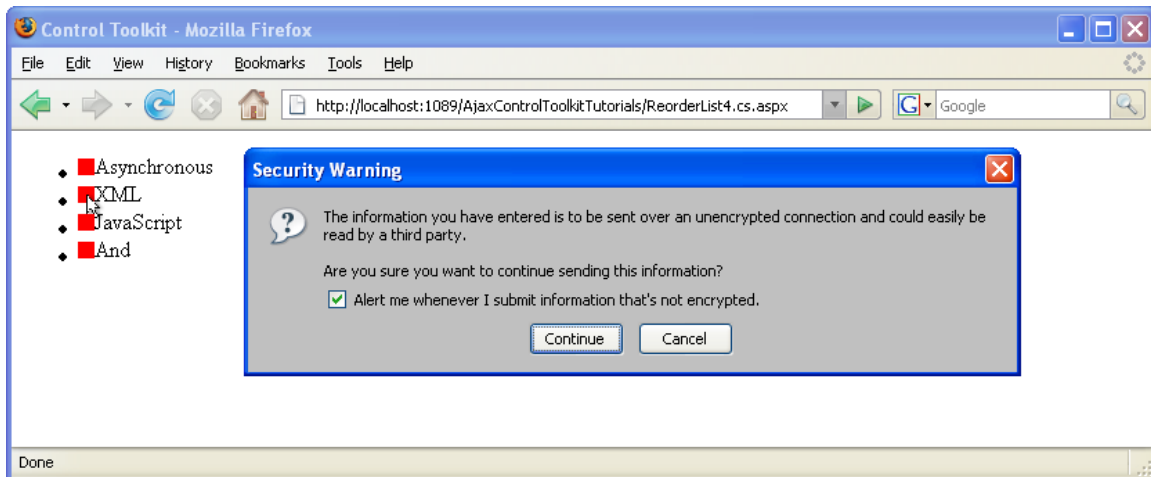 Control Toolkit - Mozilla Firefox
File Edit View History Bookmarks Tools Help
http://localhost:1089/AjaxControlToolkitTutorials/ReorderList4.cs.aspx G Google
Asynchronous
XML
JavaScript
And
Security Warning
The information you have entered is to be sent over an unencrypted connection and could easily be
read by a third party.
Are you sure you want to continue sending this information?
Alert me whenever I submit information that's not encrypted.
Continue Cancel
Done